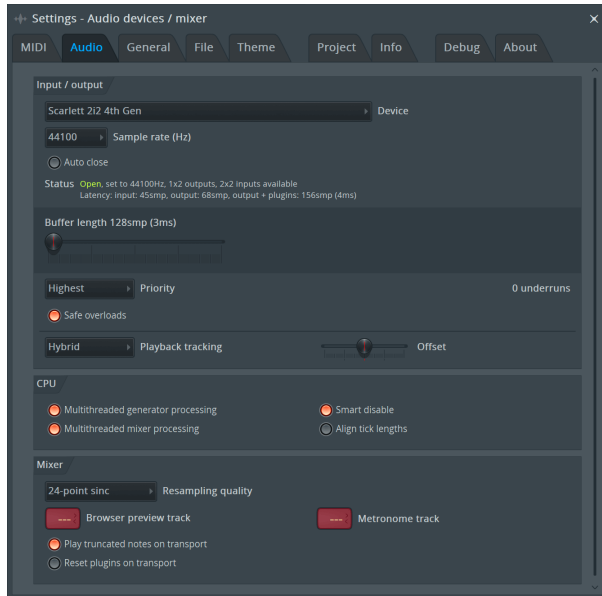 Settings - Audio devices / mixer
MIDI Audio General File Theme Project Info Debug About
Input / output
Scarlett 2i2 4th Gen Device
44100 Sample rate (Hz)
Auto close
Status Open, set to 44100Hz, 1x2 outputs, 2x2 inputs available
Latency: input: 45smp, output: 68smp, output + plugins: 156smp (4ms)
Buffer length 128smp (3ms)
Highest Priority 0 underruns
Safe overloads
Hybrid Playback tracking Offset
CPU
Multithreaded generator processing Smart disable
Multithreaded mixer processing Align tick lengths
Mixer
24-point sinc Resampling quality
--- Browser preview track --- Metronome track
Play truncated notes on transport
Reset plugins on transport